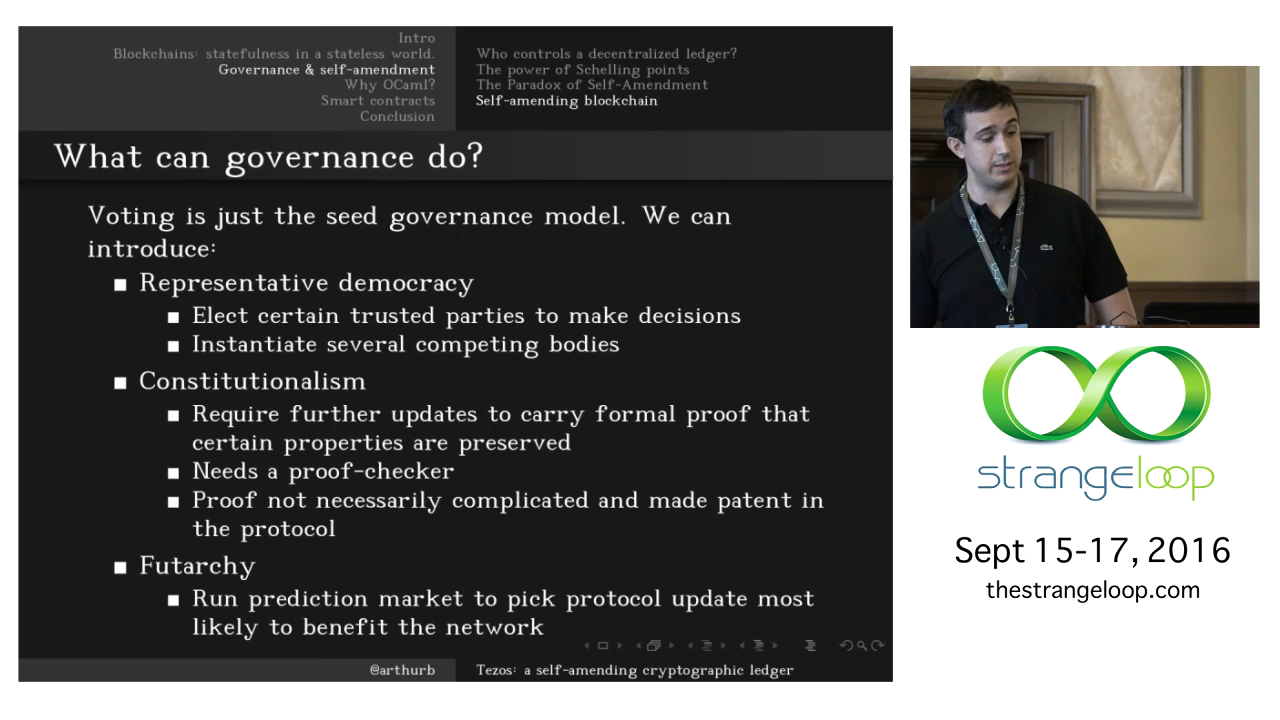 Intro
Blockchains: statefulness in a stateless world.
Governance & self-amendment
Why OCaml?
Smart contracts
Conclusion
Who controls a decentralized ledger?
The power of Schelling points
The Paradox of Self-Amendment
Self-amending blockchain
What can governance do?
Voting is just the seed governance model. We can
introduce:
Representative democracy
Elect certain trusted parties to make decisions
Instantiate several competing bodies
Constitutionalism
Require further updates to carry formal proof that
certain properties are preserved
Needs a proof-checker
Proof not necessarily complicated and made patent in
the protocol
Futarchy
Run prediction market to pick protocol update most
likely to benefit the network
@arthurb
Tezos: a self-amending cryptographic ledger
strangeloop
Sept 15-17, 2016
thestrangeloop.com